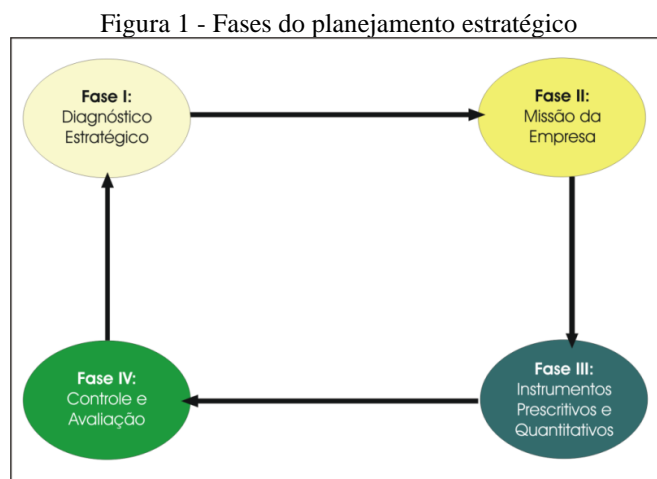 Figura 1 - Fases do planejamento estratégico
Fase I:
Diagnóstico
Estratégico
Fase II:
Missão da
Empresa
Fase III:
Instrumentos
Prescritivos e
Quantitativos
Fase IV:
Controle e
Avaliação